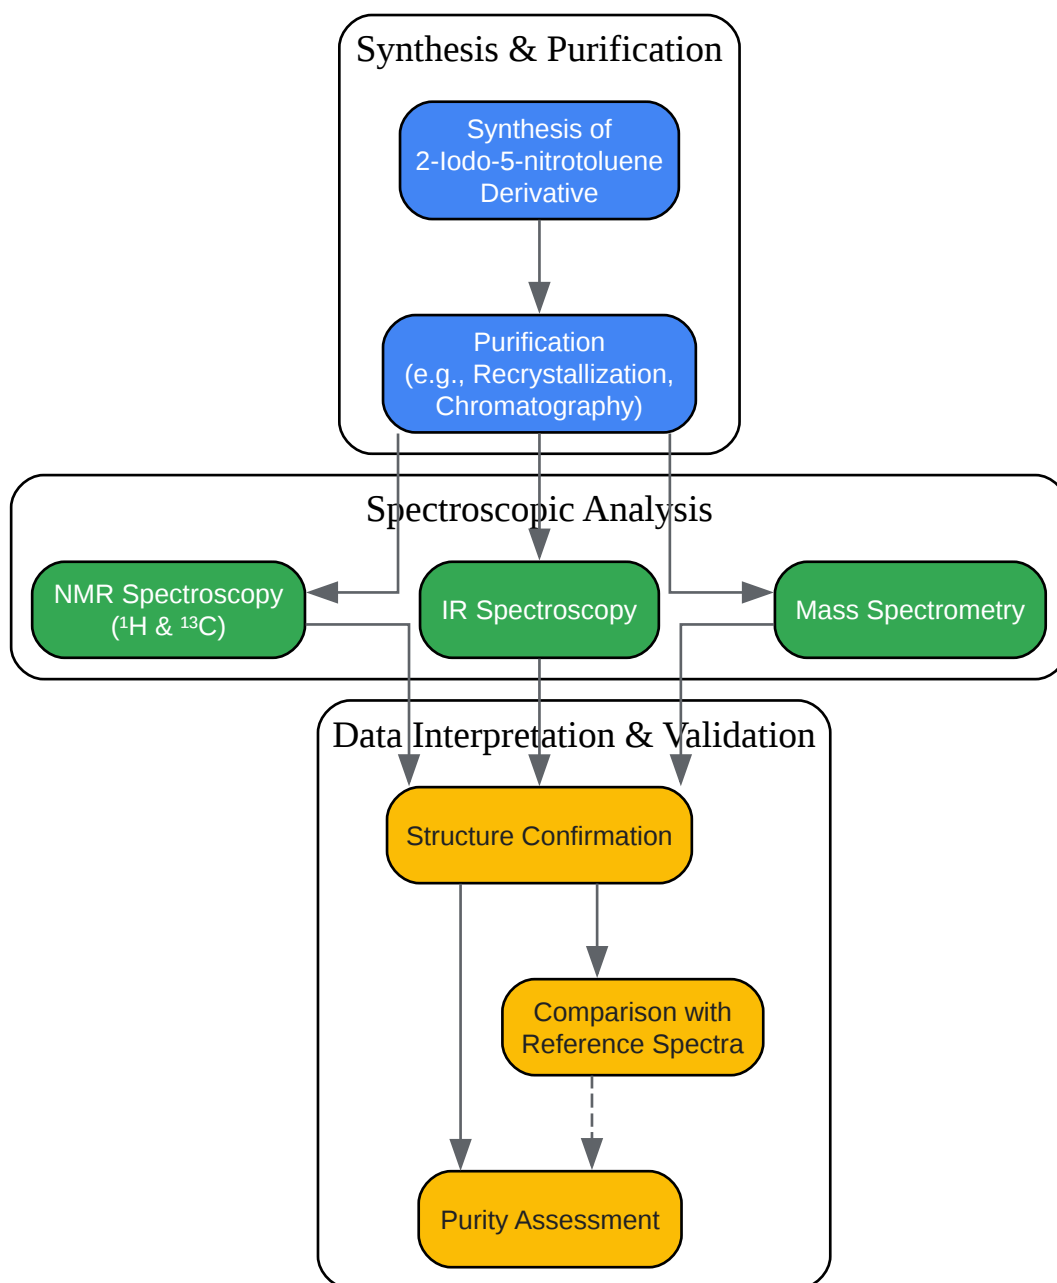 Synthesis & Purification
Synthesis of
2-Iodo-5-nitrotoluene
Derivative
Purification
(e.g., Recrystallization,
Chromatography)
Spectroscopic Analysis
NMR Spectroscopy
(¹H & ¹³C)
IR Spectroscopy
Mass Spectrometry
Data Interpretation & Validation
Structure Confirmation
Comparison with
Reference Spectra
Purity Assessment